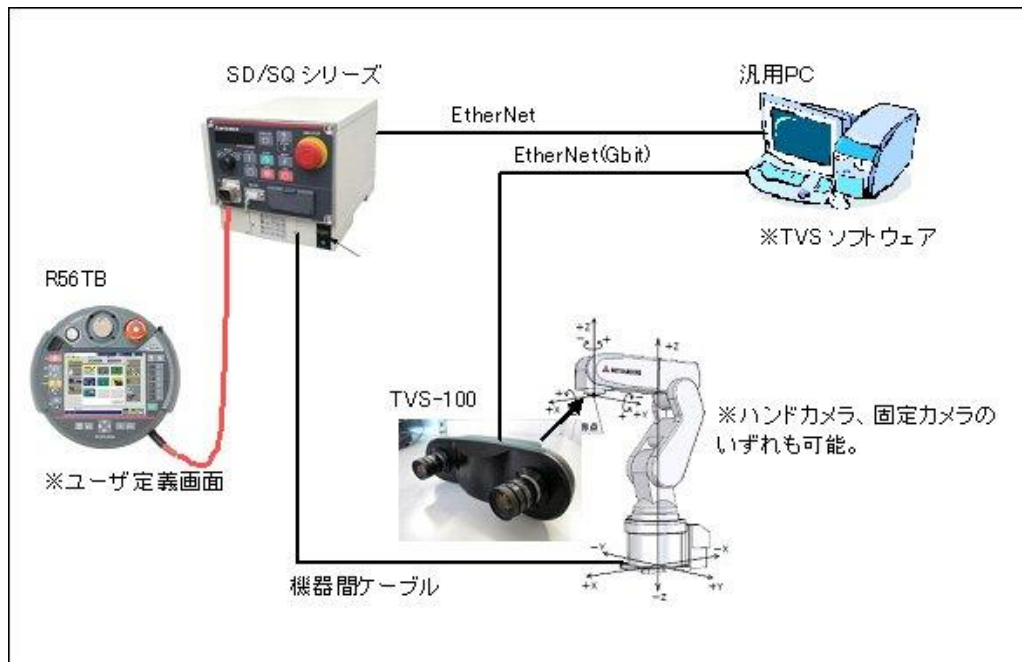 SD/SQ シリーズ
汎用PC
EtherNet
EtherNet(Gbit)
※TVS ソフトウェア
R56TB
TVS-100
※ハンドカメラ、固定カメラの
いずれも可能。
※ユーザ定義画面
機器間ケーブル
+Z
+Z
+X
+Y
-Y
-X
+X
+Y
-Z